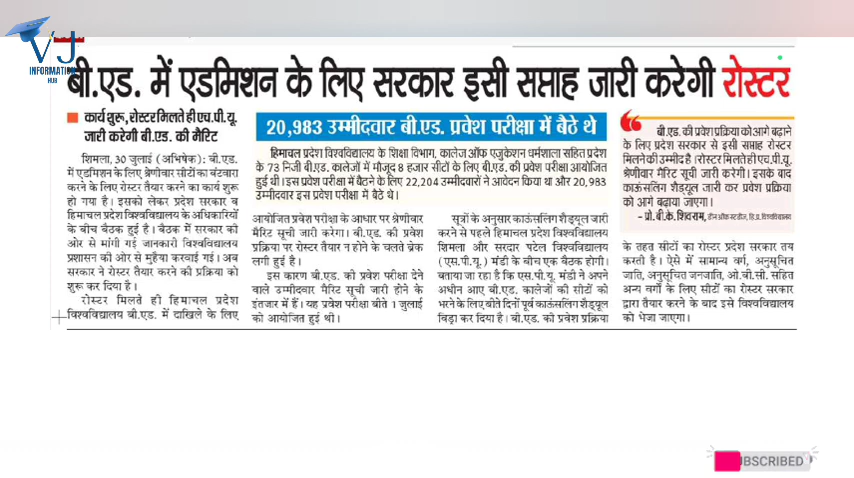 VJ
INFORMATION
HUB
बी.एड. में एडमिशन के लिए सरकार इसी सप्ताह जारी करेगी रोस्टर
कार्य शुरू, रोस्टर मिलते ही एच.पी.यू.
जारी करेगी बी.एड. की मैरिट
शिमला, 30 जुलाई (अभिषेक): बी.एड.
में एडमिशन के लिए श्रेणीवार सीटों का बंटवारा
करने के लिए रोस्टर तैयार करने का कार्य शुरू
हो गया है। इसको लेकर प्रदेश सरकार व
हिमाचल प्रदेश विश्वविद्यालय के अधिकारियों
के बीच बैठक हुई है। बैठक में सरकार की
ओर से मांगी गई जानकारी विश्वविद्यालय
प्रशासन की ओर से मुहैया करवाई गई। अब
सरकार ने रोस्टर तैयार करने की प्रक्रिया को
शुरू कर दिया है।
रोस्टर मिलते ही हिमाचल प्रदेश
विश्वविद्यालय बी.एड. में दाखिले के लिए
20,983 उम्मीदवार बी.एड. प्रवेश परीक्षा में बैठे थे
हिमाचल प्रदेश विश्वविद्यालय के शिक्षा विभाग, कालेज ऑफ एजुकेशन धर्मशाला सहित प्रदेश
के 73 निजी बी.एड. कालेजों में मौजूद 8 हजार सीटों के लिए बी.एड. की प्रवेश परीक्षा आयोजित
हुई थी। इस प्रवेश परीक्षा में बैठने के लिए 22,204 उम्मीदवारों ने आवेदन किया था और 20,983
उम्मीदवार इस प्रवेश परीक्षा में बैठे थे।
आयोजित प्रवेश परीक्षा के आधार पर श्रेणीवार
मैरिट सूची जारी करेगा। बी.एड. की प्रवेश
प्रक्रिया पर रोस्टर तैयार न होने के चलते ब्रेक
लगी हुई है।
इस कारण बी.एड. की प्रवेश परीक्षा देने
वाले उम्मीदवार मैरिट सूची जारी होने के
इंतजार में हैं। यह प्रवेश परीक्षा बीते 1 जुलाई
को आयोजित हुई थी।
सूत्रों के अनुसार काऊंसलिंग शैड्यूल जारी
करने से पहले हिमाचल प्रदेश विश्वविद्यालय
शिमला और सरदार पटेल विश्वविद्यालय
(एस.पी.यू.) मंडी के बीच एक बैठक होगी।
बताया जा रहा है कि एस.पी.यू. मंडी ने अपने
अधीन आए बी.एड. कालेजों की सीटों को
भरने के लिए बीते दिनों पूर्व काऊंसलिंग शैड्यूल
विड्रा कर दिया है। बी.एड. की प्रवेश प्रक्रिया
बी.एड. की प्रवेश प्रक्रिया को आगे बढ़ाने
के लिए प्रदेश सरकार से इसी सप्ताह रोस्टर
मिलने की उम्मीद है। रोस्टर मिलते ही एच.पी.यू.
श्रेणीवार मैरिट सूची जारी करेगी। इसके बाद
काऊंसलिंग शैड्यूल जारी कर प्रवेश प्रक्रिया
को आगे बढ़ाया जाएगा।
- प्रो. बी.के. शिवराम, डीन ऑफ स्टडीज, हि.प्र. विश्वविद्यालय
के तहत सीटों का रोस्टर प्रदेश सरकार तय
करती है। ऐसे में सामान्य वर्ग, अनुसूचित
जाति, अनुसूचित जनजाति, ओ.बी.सी. सहित
अन्य वर्गों के लिए सीटों का रोस्टर सरकार
द्वारा तैयार करने के बाद इसे विश्वविद्यालय
को भेजा जाएगा।